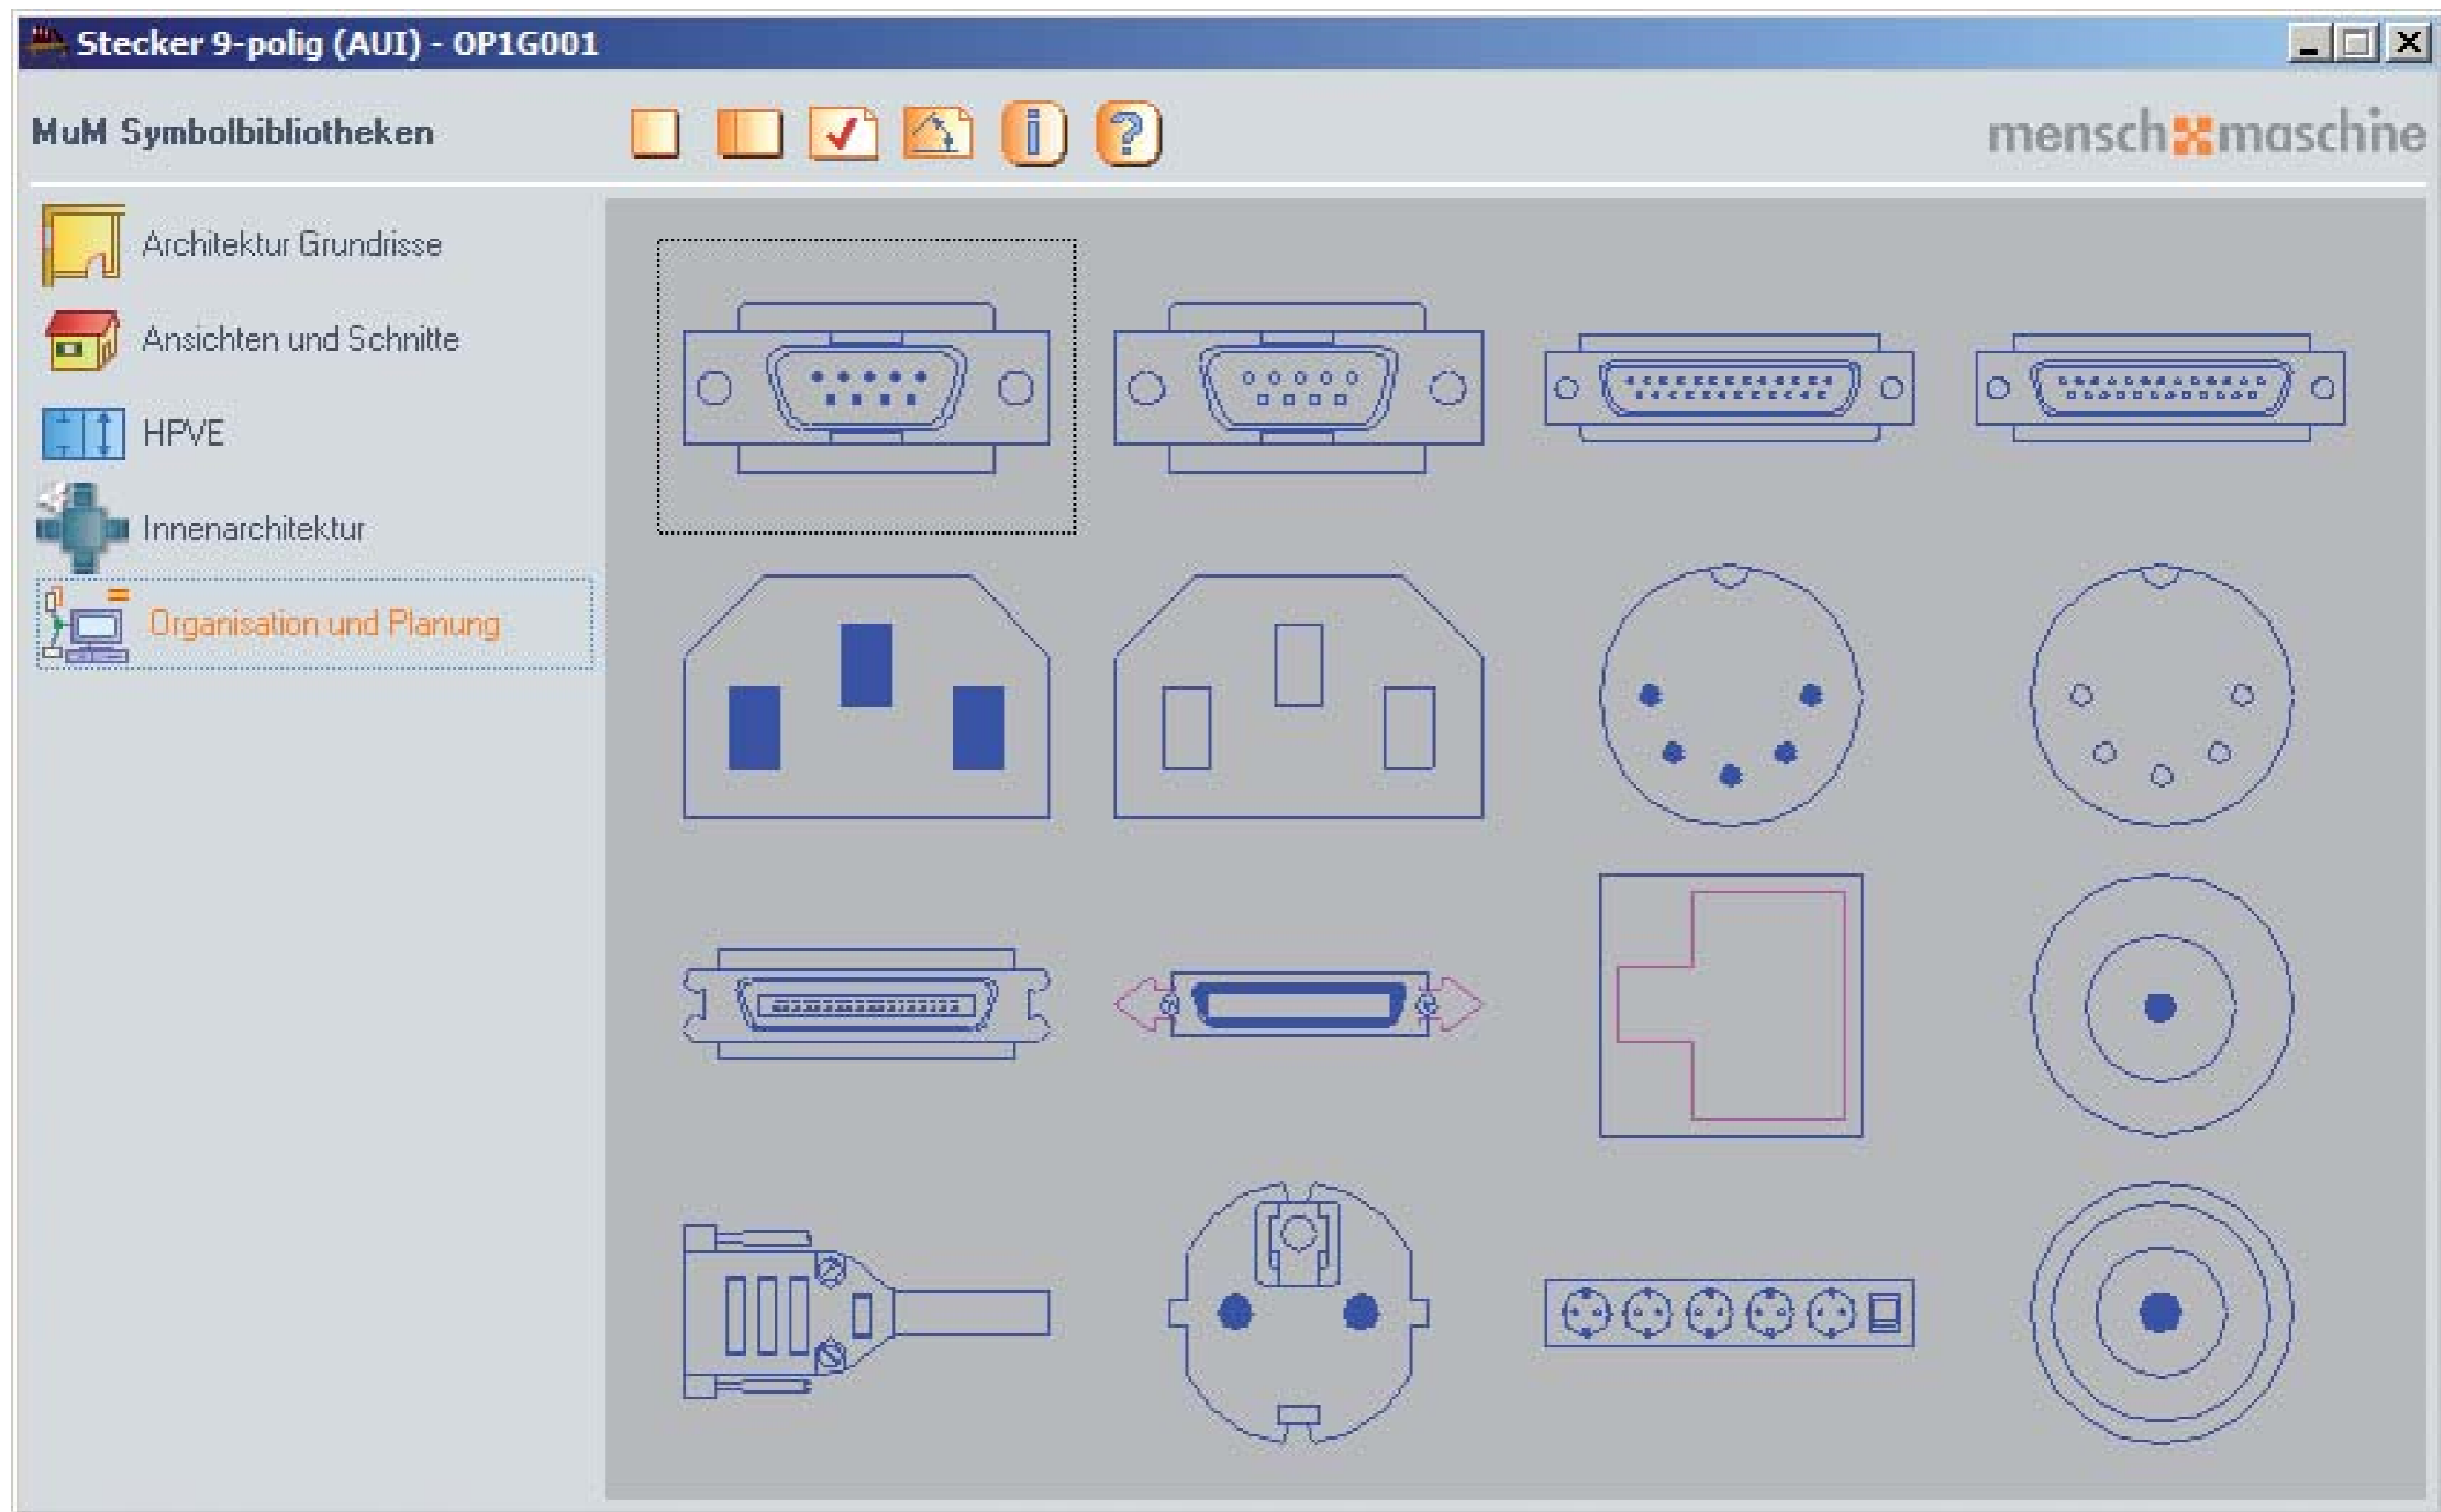 Stecker 9-polig (AUI) - OP1G001
MuM Symbolbibliotheken
mensch maschine
Architektur Grundrisse
Ansichten und Schnitte
HPVE
Innenarchitektur
Organisation und Planung